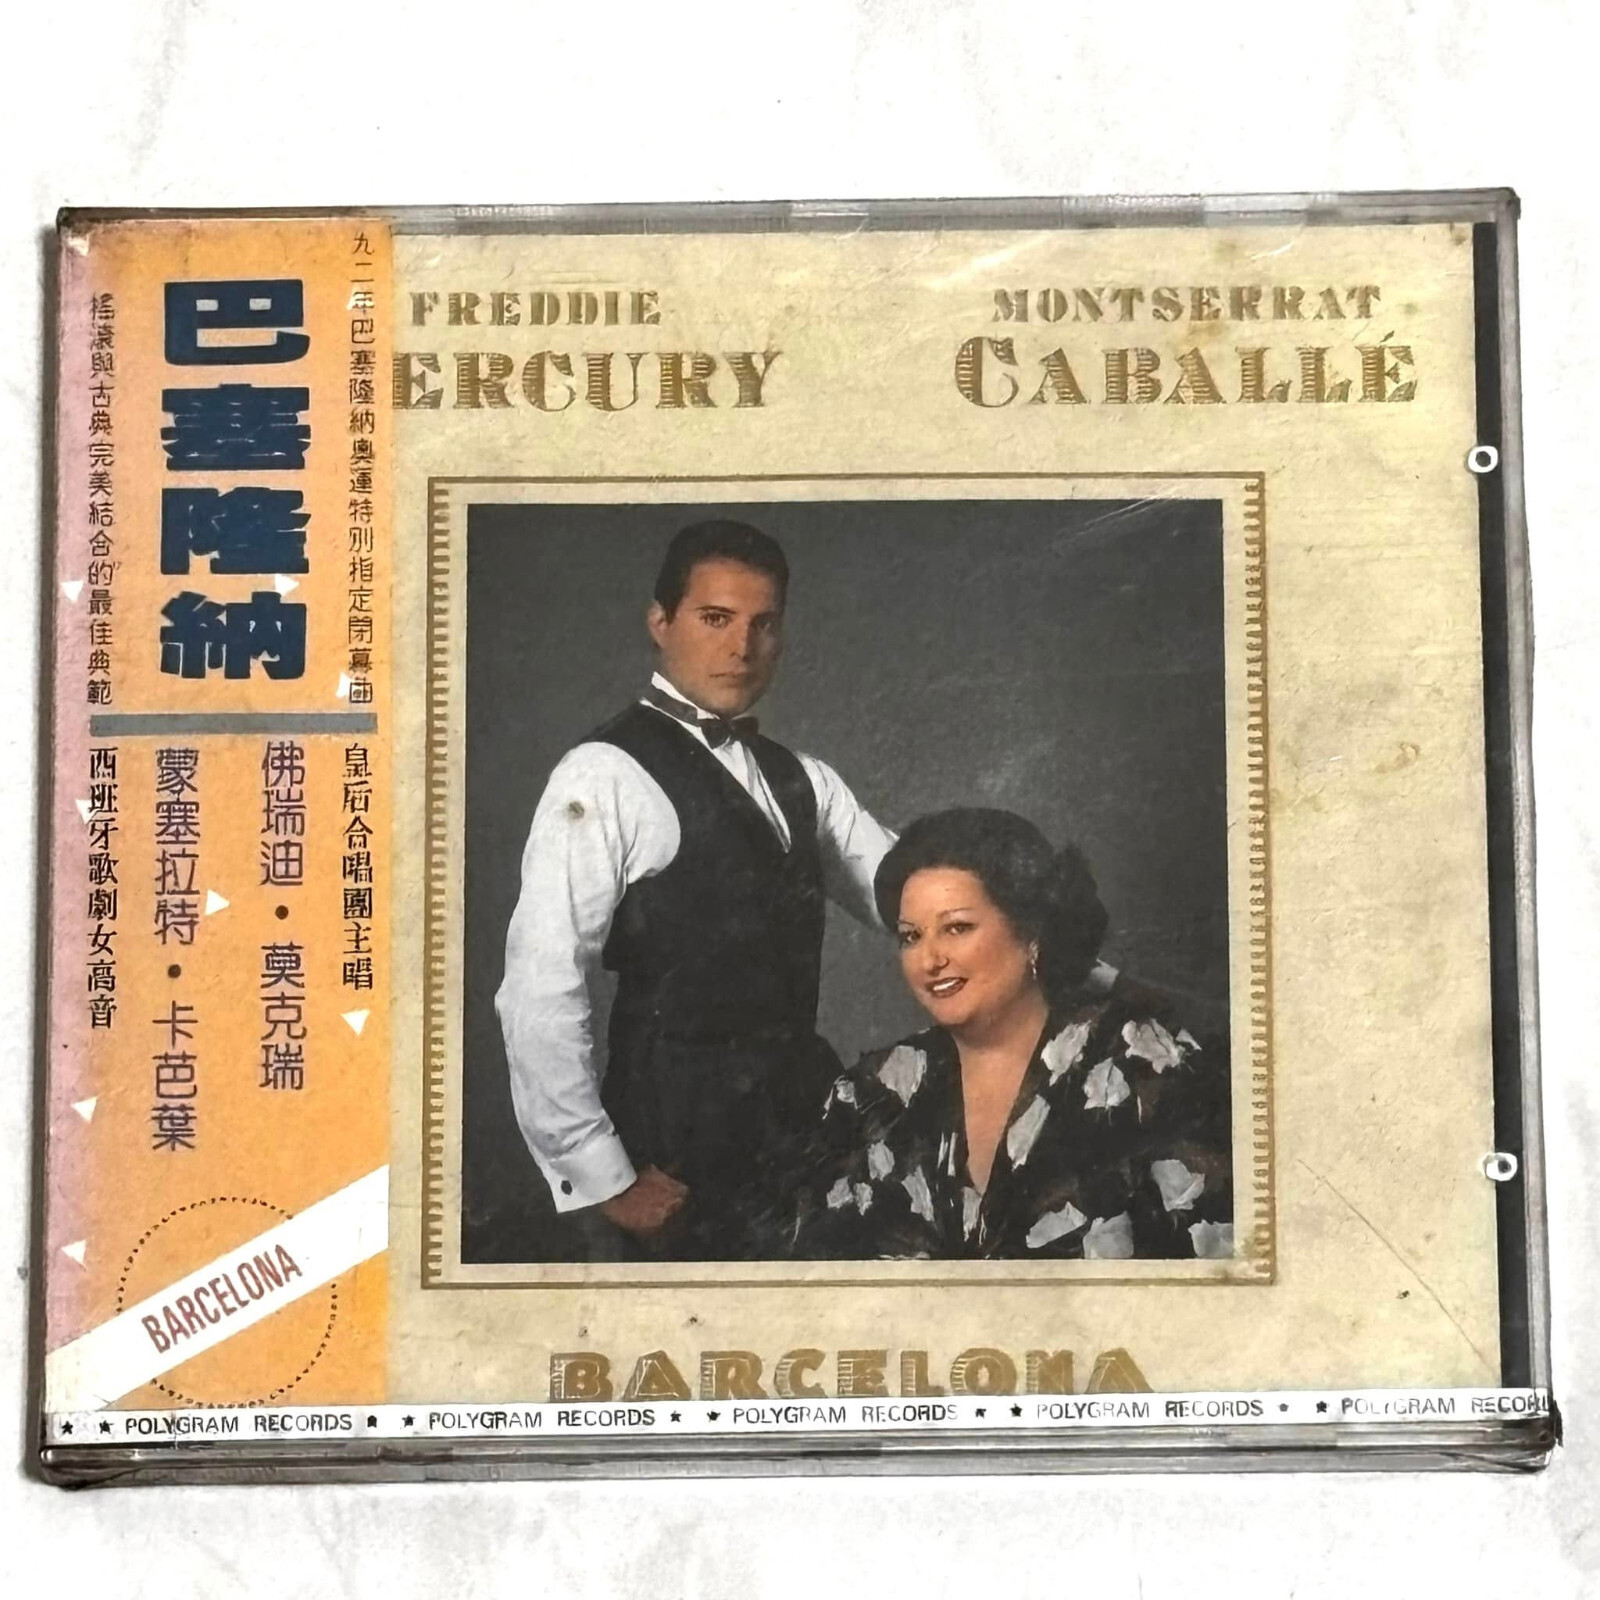 九二年巴塞隆納奧運特別指定閉幕曲
巴塞隆納
搖滾與古典完美結合的最佳典範
皇后合唱團主唱
佛瑞迪・莫克瑞
蒙塞拉特・卡芭葉
西班牙歌劇女高音
BARCELONA
FREDDIE
ERCURY
MONTSERRAT
CABALLÉ
BARCELONA
★ ★ POLYGRAM RECORDS ★ ★ POLYGRAM RECORDS ★ ★ POLYGRAM RECORDS ★ ★ POLYGRAM RECORDS ★ ★ POLYGRAM RECOR